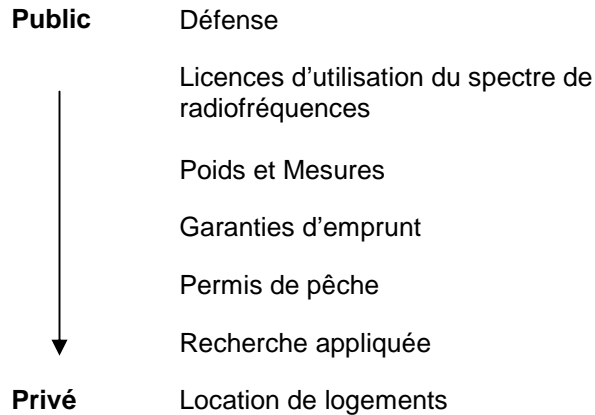 Public Défense
Licences d’utilisation du spectre de
radiofréquences
Poids et Mesures
Garanties d’emprunt
Permis de pêche
Recherche appliquée
Privé Location de logements